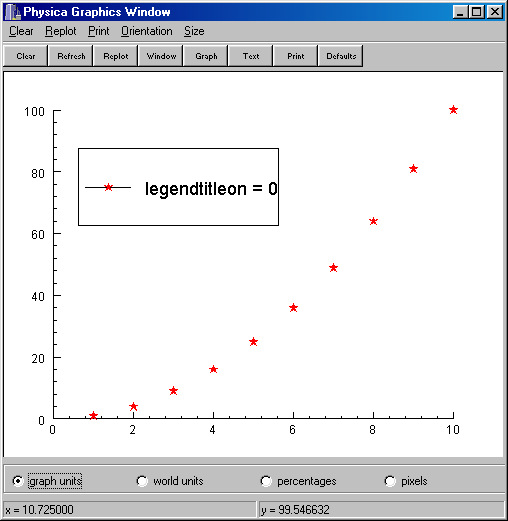 Physica Graphics Window
Clear Replot Print Orientation Size
Clear Refresh Replot Window Graph Text Print Defaults
100
80
60
40
20
0
legendtitleon = 0
0 2 4 6 8 10
graph units world units percentages pixels
x = 10.725000 y = 99.546632